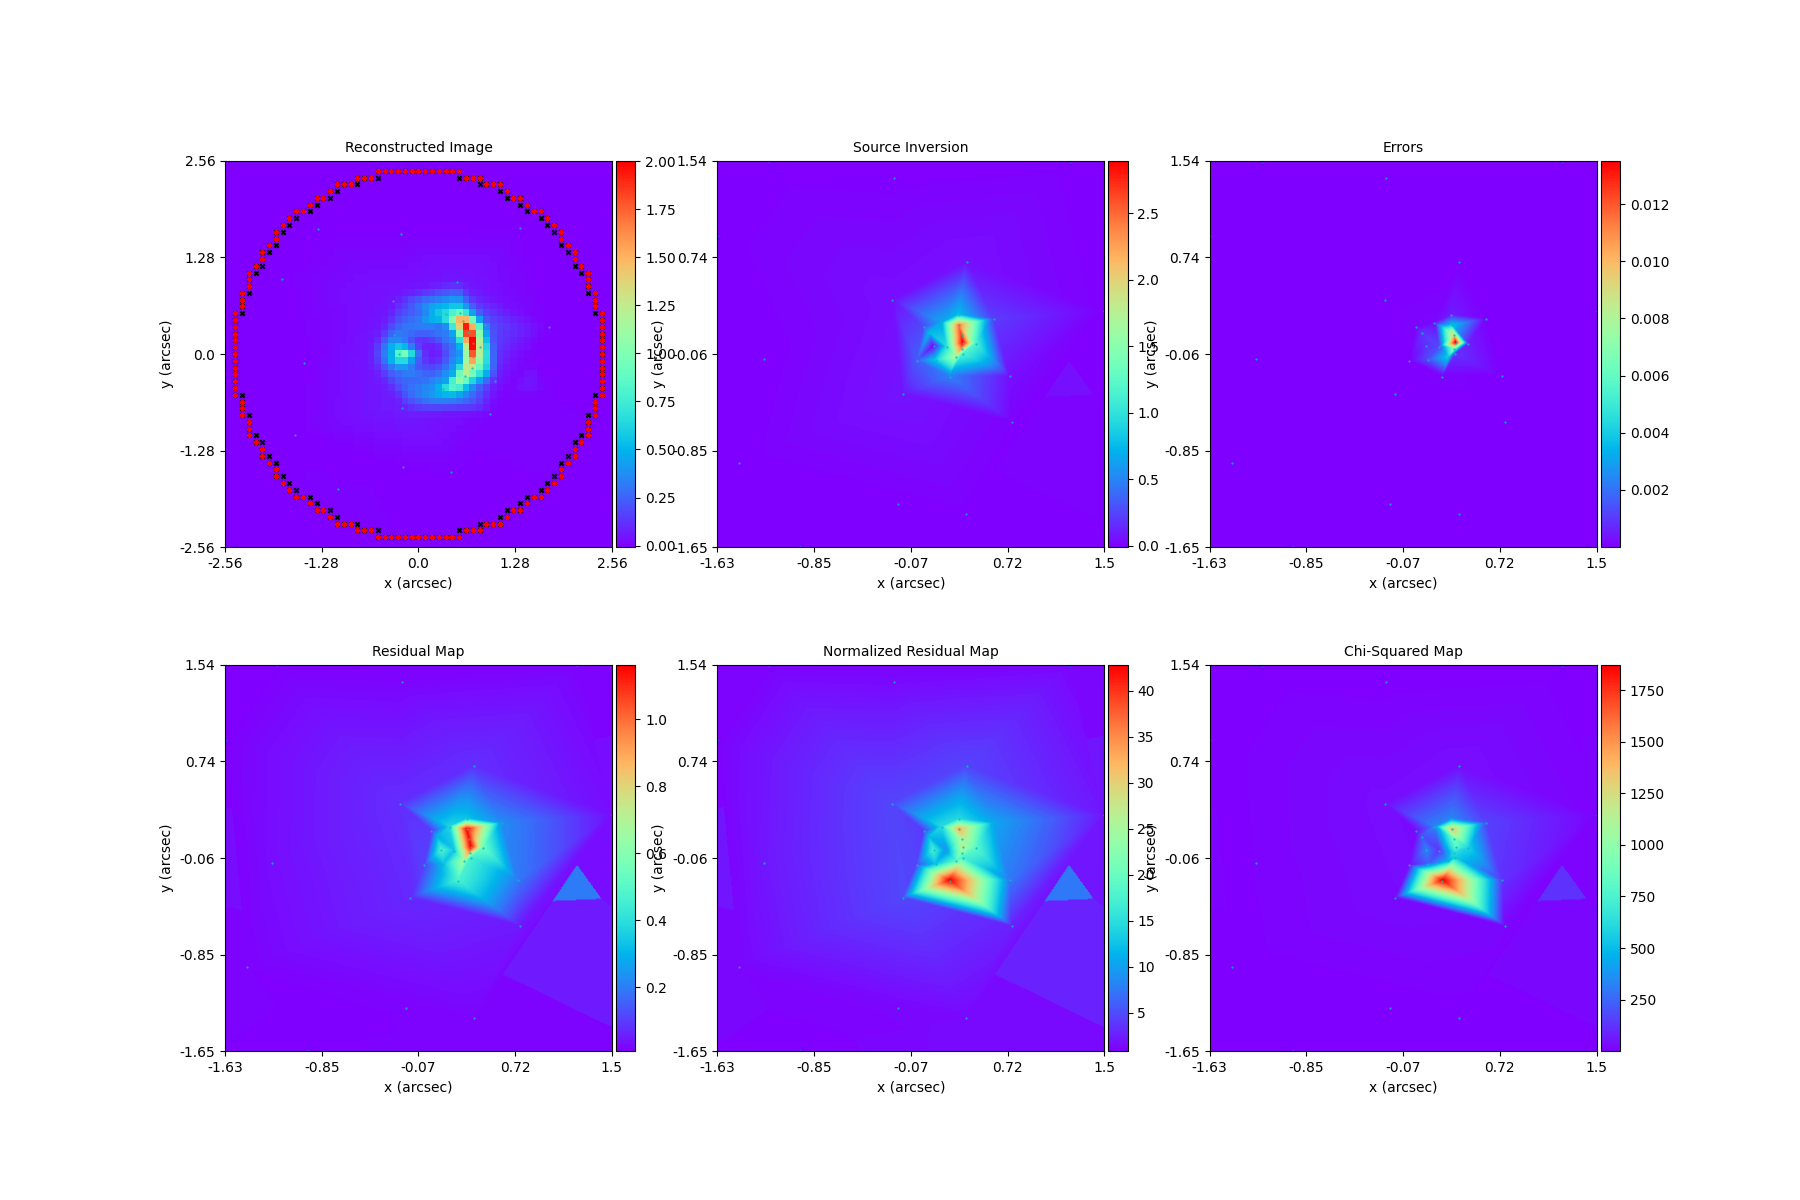 Reconstructed Image
2.56
1.28
0.0
-1.28
-2.56
y (arcsec)
-2.56 -1.28 0.0 1.28 2.56
x (arcsec)
2.00
1.75
1.50
1.25
1.00
0.75
0.50
0.25
0.00
Source Inversion
1.54
0.74
-0.06
-0.85
-1.65
y (arcsec)
-1.63 -0.85 -0.07 0.72 1.5
x (arcsec)
2.5
2.0
1.5
1.0
0.5
0.0
Errors
1.54
0.74
-0.06
-0.85
-1.65
y (arcsec)
-1.63 -0.85 -0.07 0.72 1.5
x (arcsec)
0.012
0.010
0.008
0.006
0.004
0.002
Residual Map
1.54
0.74
-0.06
-0.85
-1.65
y (arcsec)
-1.63 -0.85 -0.07 0.72 1.5
x (arcsec)
1.0
0.8
0.6
0.4
0.2
Normalized Residual Map
1.54
0.74
-0.06
-0.85
-1.65
y (arcsec)
-1.63 -0.85 -0.07 0.72 1.5
x (arcsec)
40
35
30
25
20
15
10
5
Chi-Squared Map
1.54
0.74
-0.06
-0.85
-1.65
y (arcsec)
-1.63 -0.85 -0.07 0.72 1.5
x (arcsec)
1750
1500
1250
1000
750
500
250